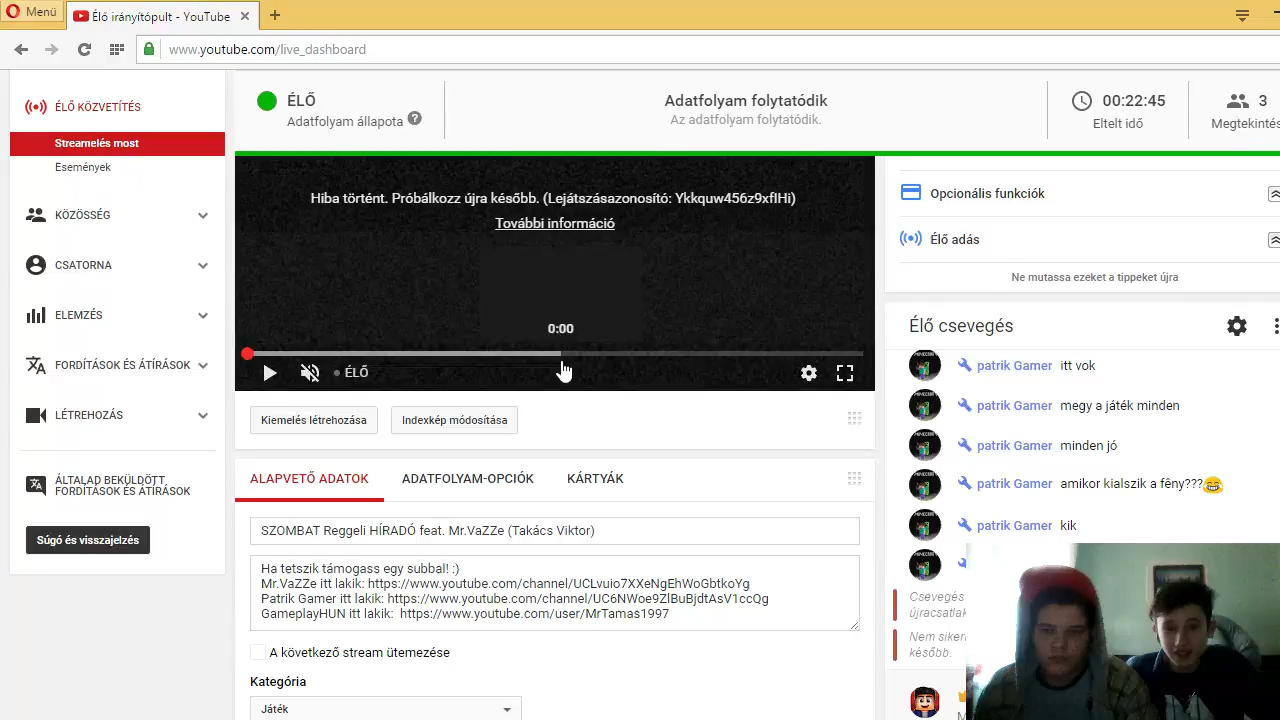 Menü
Élő irányítópult - YouTube
www.youtube.com/live_dashboard
ÉLŐ KÖZVETÍTÉS
Streamelés most
Események
KÖZÖSSÉG
CSATORNA
ELEMZÉS
FORDÍTÁSOK ÉS ÁTÍRÁSOK
LÉTREHOZÁS
ÁLTALAD BEKÜLDÖTT
FORDÍTÁSOK ÉS ÁTÍRÁSOK
Súgó és visszajelzés
ÉLŐ
Adatfolyam állapota ?
Adatfolyam folytatódik
Az adatfolyam folytatódik.
00:22:45
Eltelt idő
3
Megtekintés
Hiba történt. Próbálkozz újra később. (Lejátszásazonosító: Ykkquw456z9xfIHi)
További információ
0:00
ÉLŐ
Kiemelés létrehozása
Indexkép módosítása
ALAPVETŐ ADATOK
ADATFOLYAM-OPCIÓK
KÁRTYÁK
SZOMBAT Reggeli HÍRADÓ feat. Mr.VaZZe (Takács Viktor)
Ha tetszik támogass egy subbal! :)
Mr.VaZZe itt lakik: https://www.youtube.com/channel/UCLvuio7XXeNgEhWoGbtkoYg
Patrik Gamer itt lakik: https://www.youtube.com/channel/UC6NWoe9ZlBuBjdtAsV1ccQg
GameplayHUN itt lakik: https://www.youtube.com/user/MrTamas1997
A következő stream ütemezése
Kategória
Játék
Opcionális funkciók
Élő adás
Ne mutassa ezeket a tippeket újra
Élő csevegés
patrik Gamer itt vok
patrik Gamer megy a játék minden
patrik Gamer minden jó
patrik Gamer amikor kialszik a fêny???😂
patrik Gamer kik
Csevegés
újracsatlak
Nem siker
később.